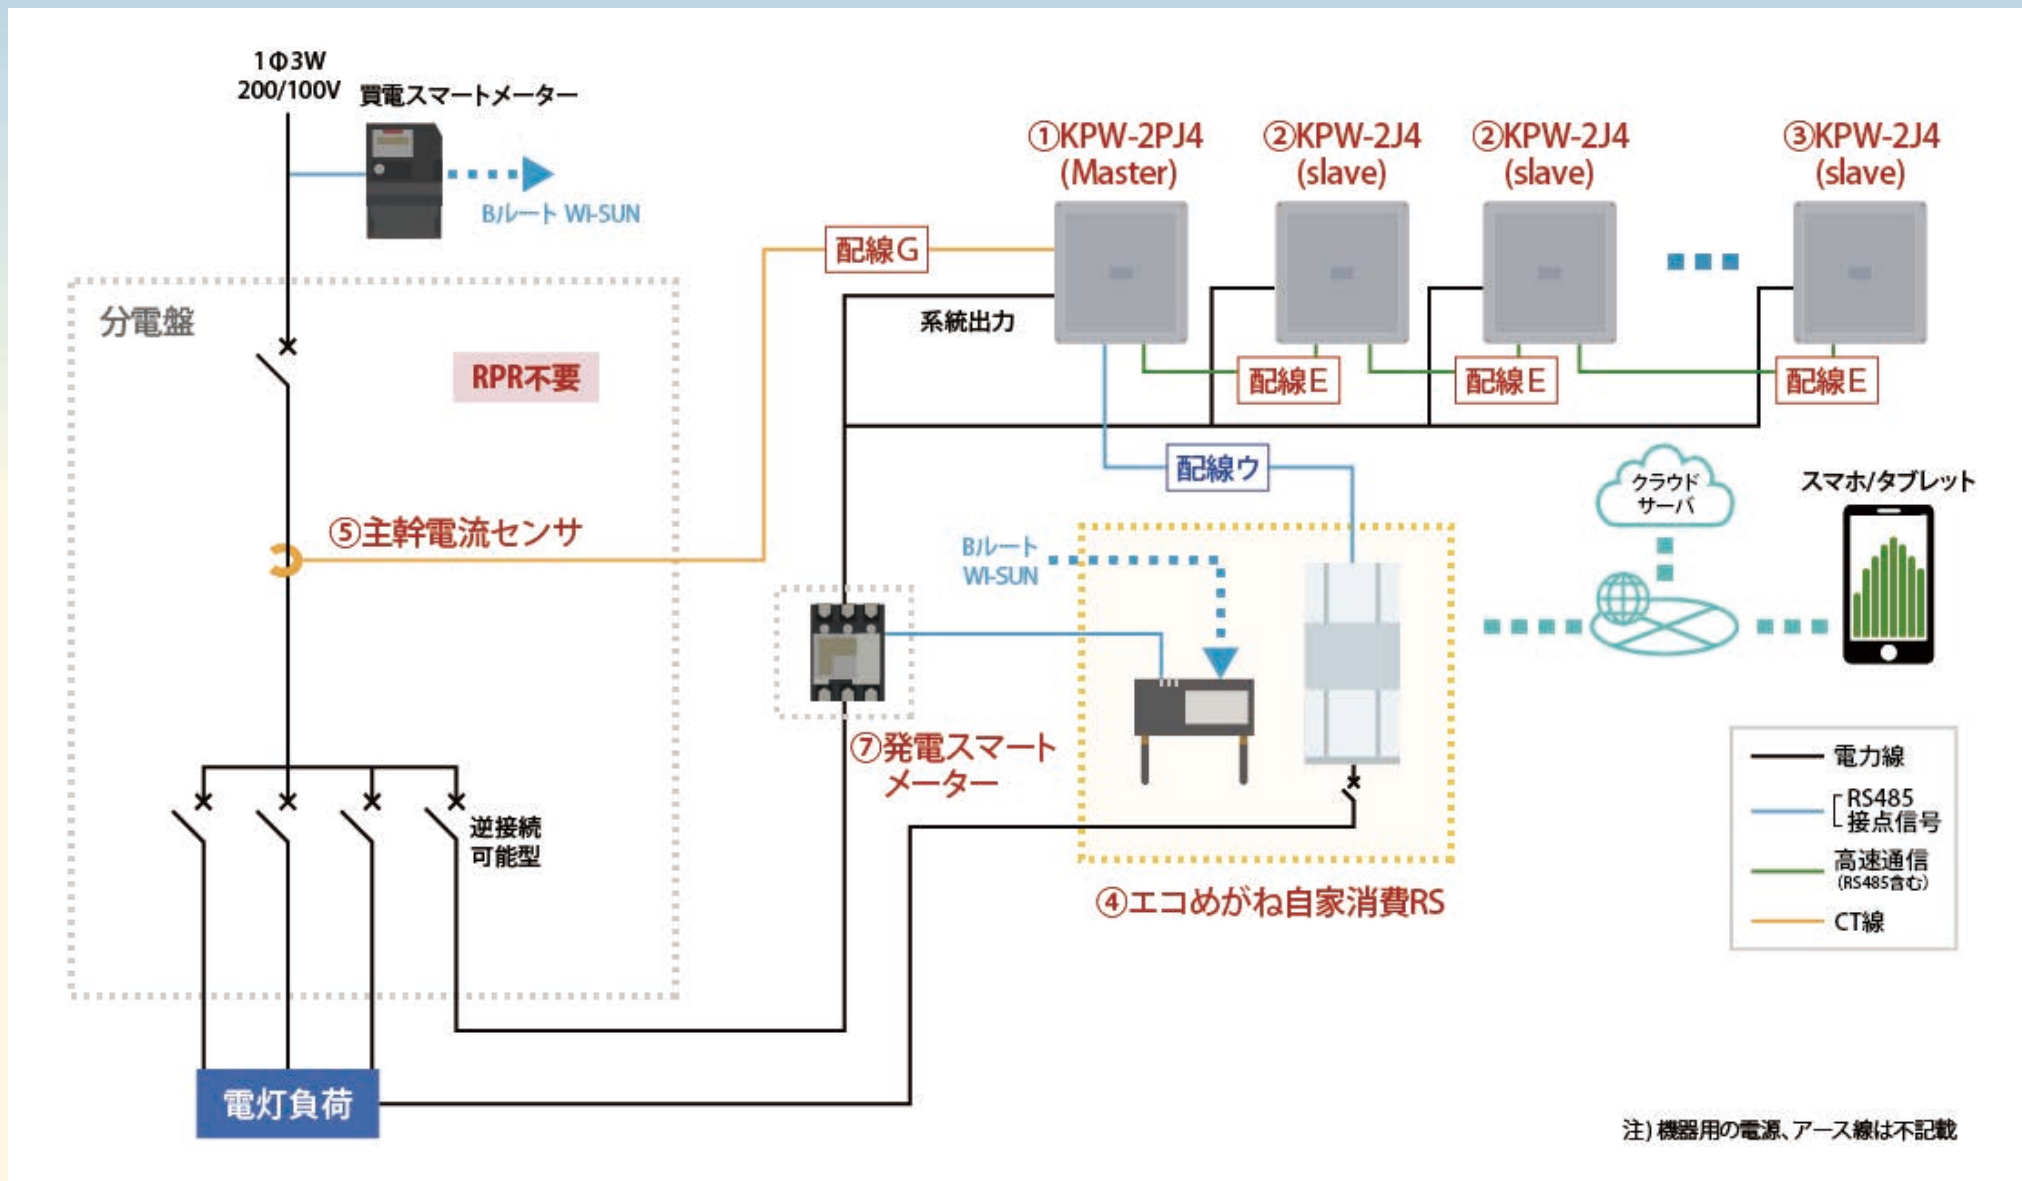 1Φ3W
200/100V
買電スマートメーター
Bルート WI-SUN
①KPW-2PJ4
(Master)
②KPW-2J4
(slave)
②KPW-2J4
(slave)
③KPW-2J4
(slave)
配線G
分電盤
系統出力
RPR不要
配線E
配線E
配線E
配線ウ
クラウド
サーバ
スマホ/タブレット
⑤主幹電流センサ
Bルート
WI-SUN
⑦発電スマート
メーター
電力線
RS485
接点信号
高速通信
(RS485含む)
CT線
逆接続
可能型
④エコめがね自家消費RS
電灯負荷
注) 機器用の電源、アース線は不記載